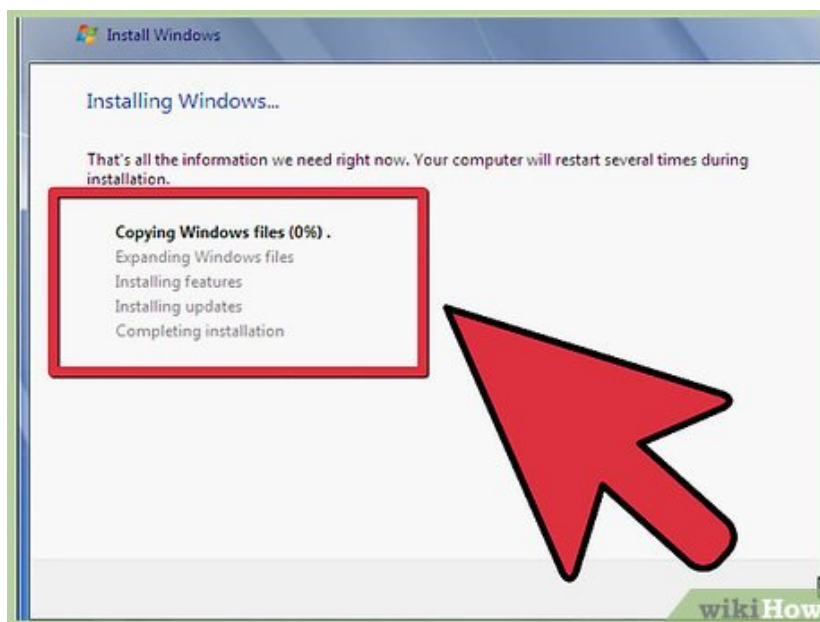 Install Windows
Installing Windows...
That's all the information we need right now. Your computer will restart several times during
installation.
Copying Windows files (0%) .
Expanding Windows files
Installing features
Installing updates
Completing installation
wikiHow